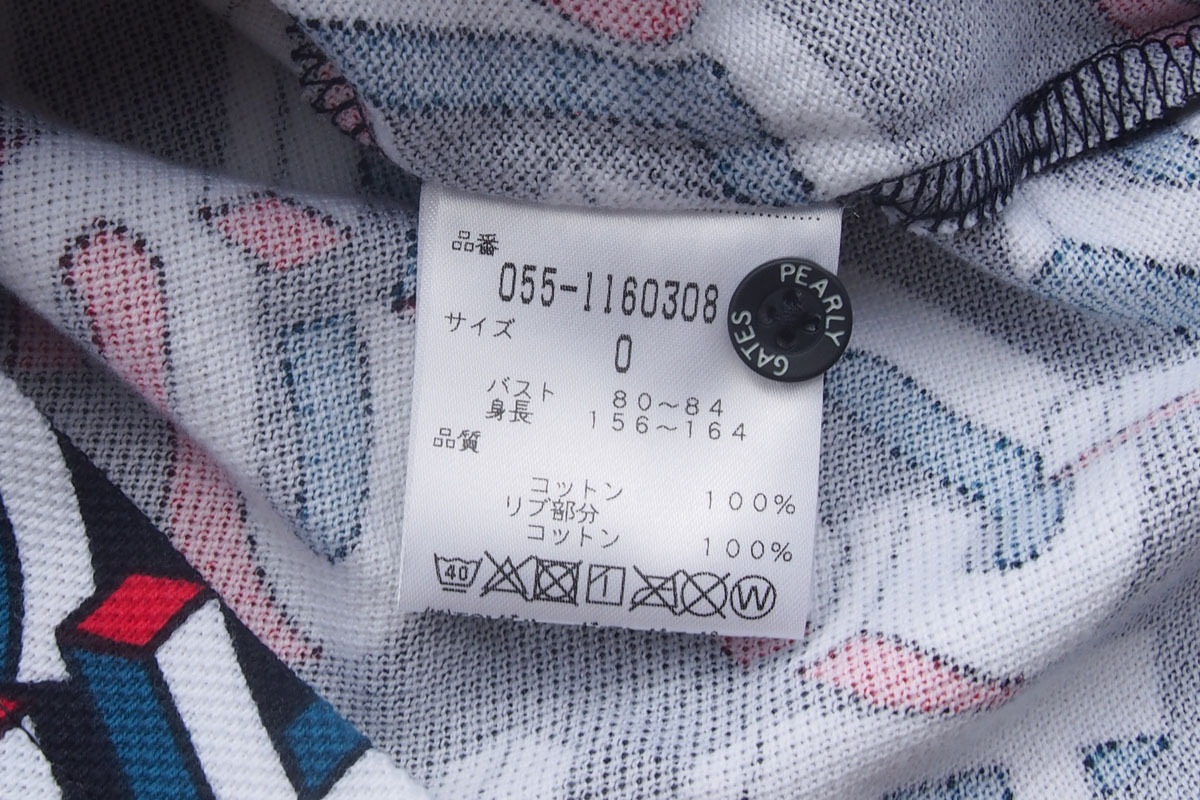 品番
055-1160308
サイズ
0
バスト 80～84
身長 156～164
品質
コットン 100%
リブ部分
コットン 100%
40
W
PEARLY
GATES